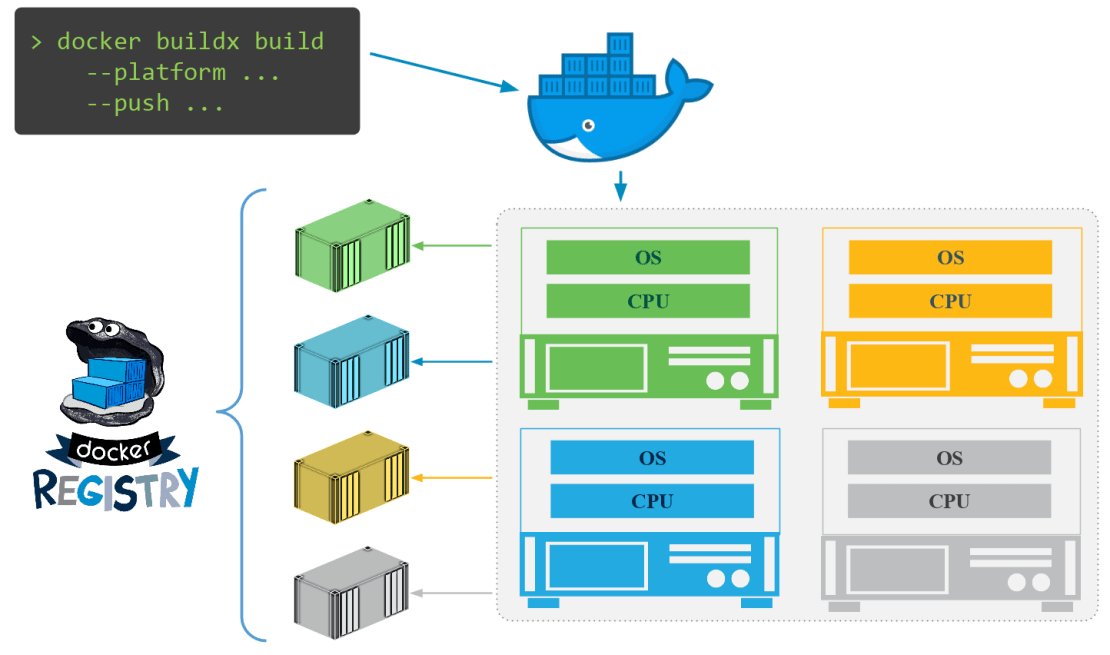 > docker buildx build
--platform ...
--push ...
OS
CPU
OS
CPU
OS
CPU
OS
CPU
docker
REGISTRY